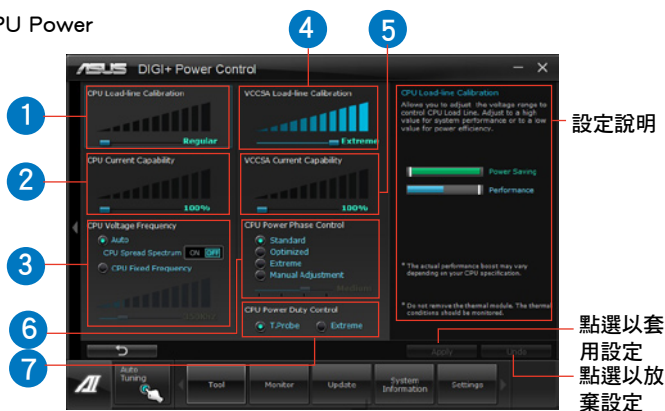 PU Power
4
5
ASUS DIGI+ Power Control
1
CPU Load-line Calibration
Regular
VCCSA Load-line Calibration
Extreme
CPU Load-line Calibration
Allows you to adjust the voltage range to
control CPU Load Line. Adjust to a high
value for system performance or to a low
value for power efficiency.
設定說明
Power Saving
Performance
2
CPU Current Capability
100%
VCCSA Current Capability
100%
3
CPU Voltage Frequency
Auto
CPU Spread Spectrum ON OFF
CPU Fixed Frequency
6
CPU Power Phase Control
Standard
Optimized
Extreme
Manual Adjustment
Medium
* The actual performance boost may vary
depending on your CPU specification.
* Do not remove the thermal module. The thermal
conditions should be monitored.
7
CPU Power Duty Control
T.Probe Extreme
Apply Undo
點選以套
用設定
點選以放
棄設定
AI
Auto
Tuning
Tool
Monitor
Update
System
Information
Settings